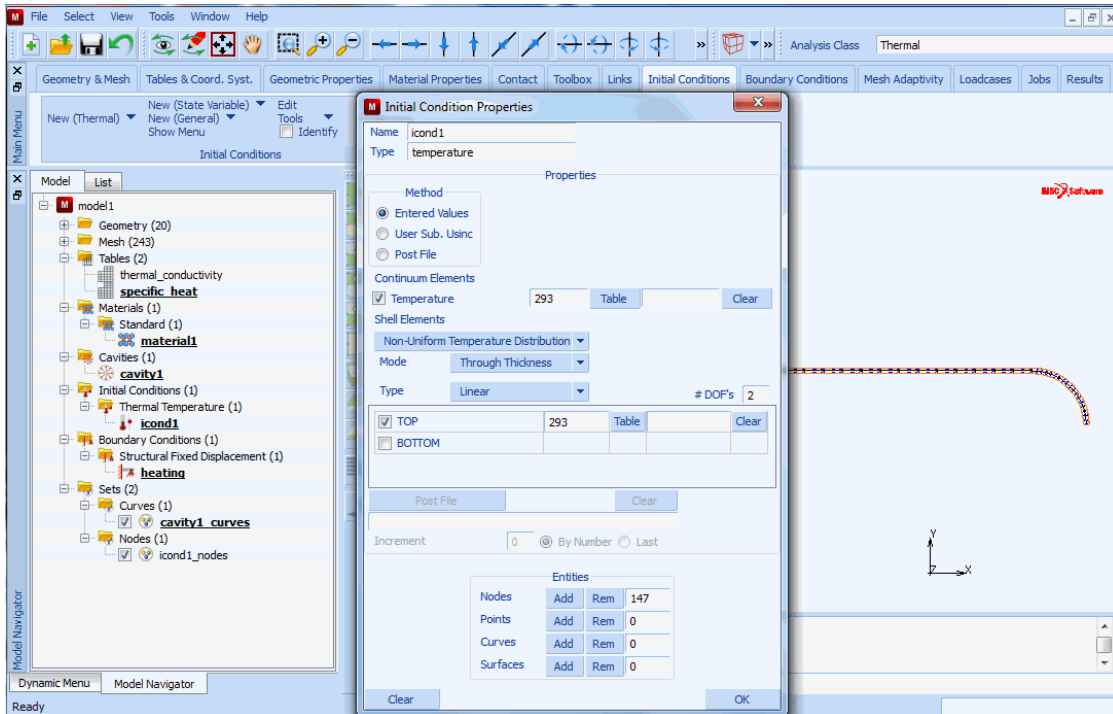 File Select View Tools Window Help
» » Analysis Class Thermal
Geometry & Mesh Tables & Coord. Syst. Geometric Properties Material Properties Contact Toolbox Links Initial Conditions Boundary Conditions Mesh Adaptivity Loadcases Jobs Results
Main Menu
New (Thermal)
New (State Variable)
New (General)
Show Menu
Edit
Tools
Identify
Initial Conditions
Model List
model1
Geometry (20)
Mesh (243)
Tables (2)
thermal_conductivity
specific_heat
Materials (1)
Standard (1)
material1
Cavities (1)
cavity1
Initial Conditions (1)
Thermal Temperature (1)
icond1
Boundary Conditions (1)
Structural Fixed Displacement (1)
heating
Sets (2)
Curves (1)
cavity1_curves
Nodes (1)
icond1_nodes
Model Navigator
Dynamic Menu Model Navigator
Ready
M Initial Condition Properties X
Name icond1
Type temperature
Properties
Method
Entered Values
User Sub. Usinc
Post File
Continuum Elements
Temperature 293 Table Clear
Shell Elements
Non-Uniform Temperature Distribution
Mode Through Thickness
Type Linear # DOF's 2
TOP 293 Table Clear
BOTTOM
Post File Clear
Increment 0 By Number Last
Entities
Nodes Add Rem 147
Points Add Rem 0
Curves Add Rem 0
Surfaces Add Rem 0
Clear OK
MSC Software
Y
Z X